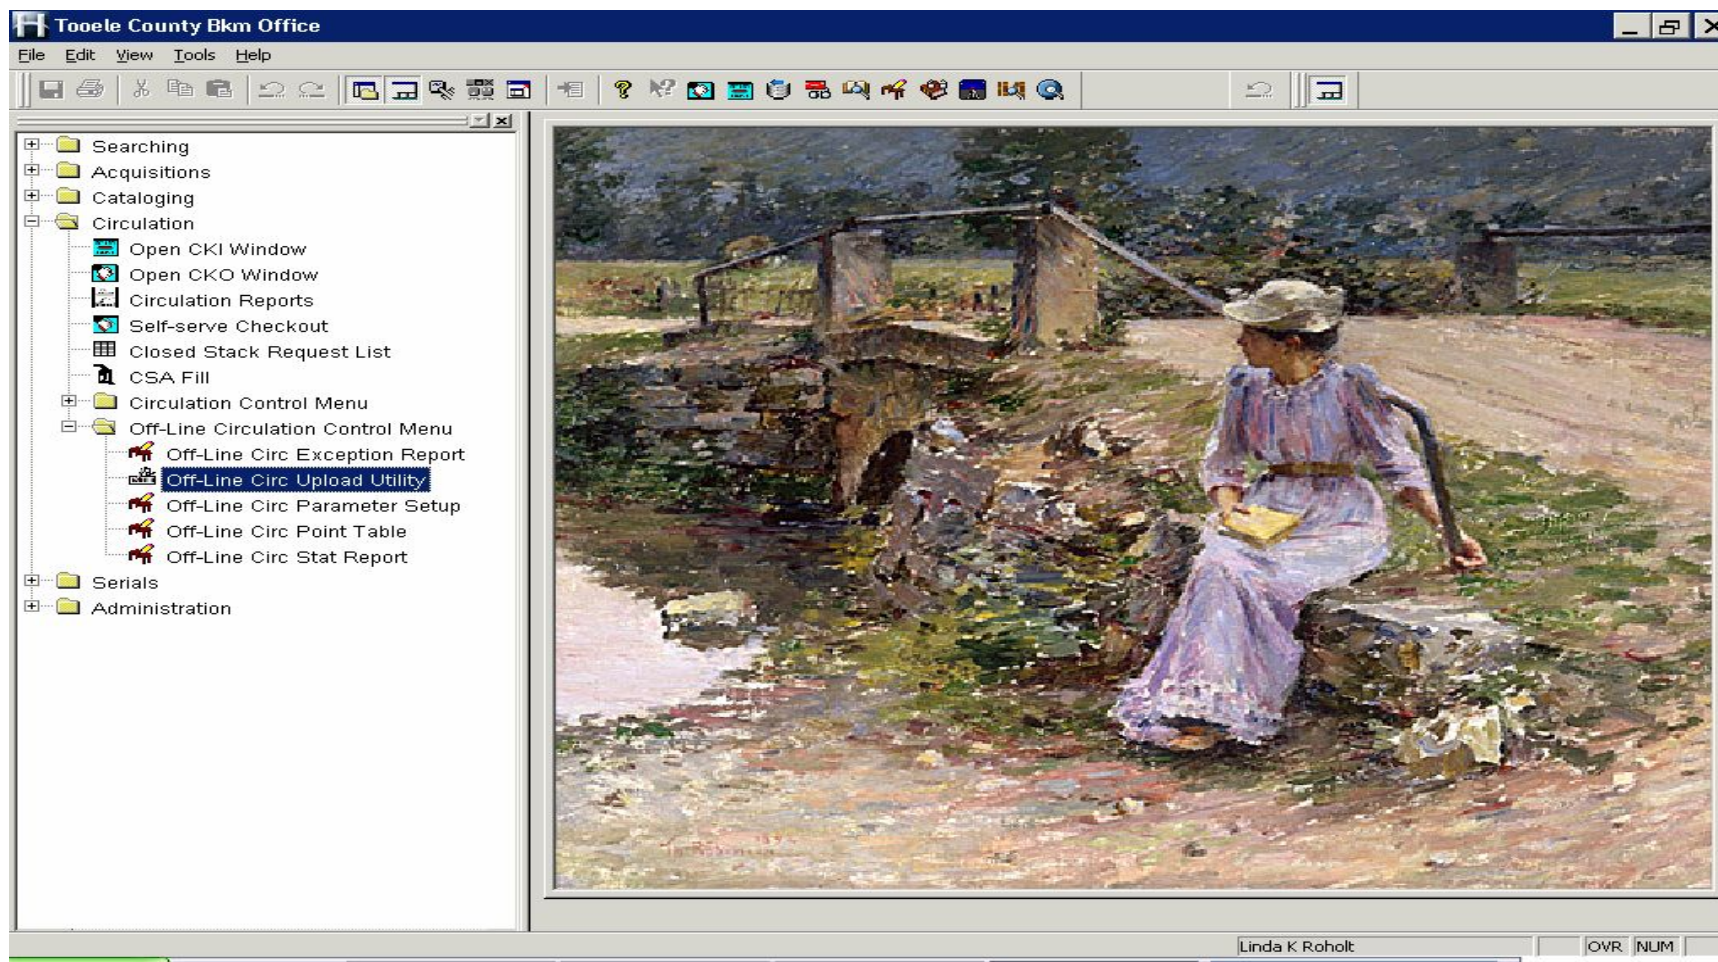 Tooele County Bkm Office
File Edit View Tools Help
Searching
Acquisitions
Cataloging
Circulation
Open CKI Window
Open CKO Window
Circulation Reports
Self-serve Checkout
Closed Stack Request List
CSA Fill
Circulation Control Menu
Off-Line Circulation Control Menu
Off-Line Circ Exception Report
Off-Line Circ Upload Utility
Off-Line Circ Parameter Setup
Off-Line Circ Point Table
Off-Line Circ Stat Report
Serials
Administration
Linda K Roholt OVR NUM